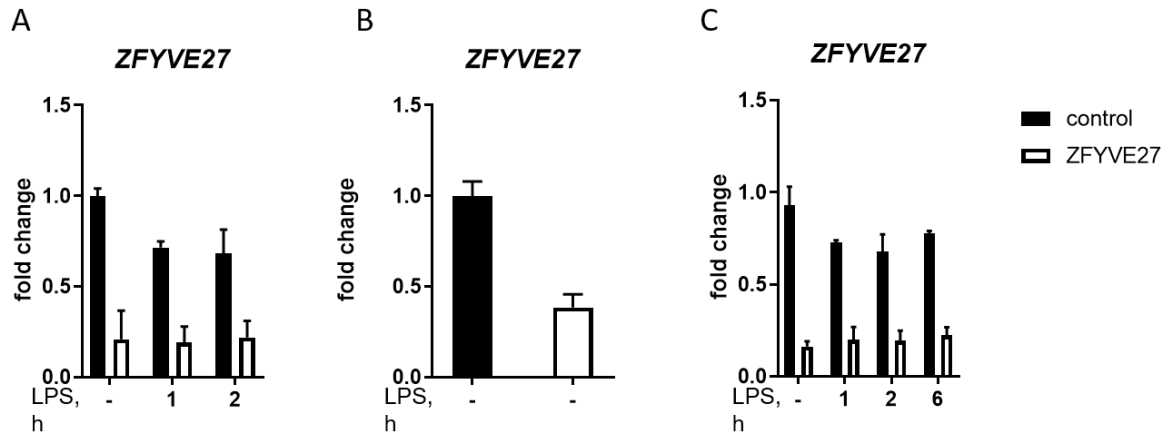 A
ZFYVE27
fold change
1.5
1.0
0.5
0.0
LPS, h
- 1 2
B
ZFYVE27
fold change
1.5
1.0
0.5
0.0
LPS, h
- -
C
ZFYVE27
fold change
1.5
1.0
0.5
0.0
LPS, h
- 1 2 6
control
ZFYVE27